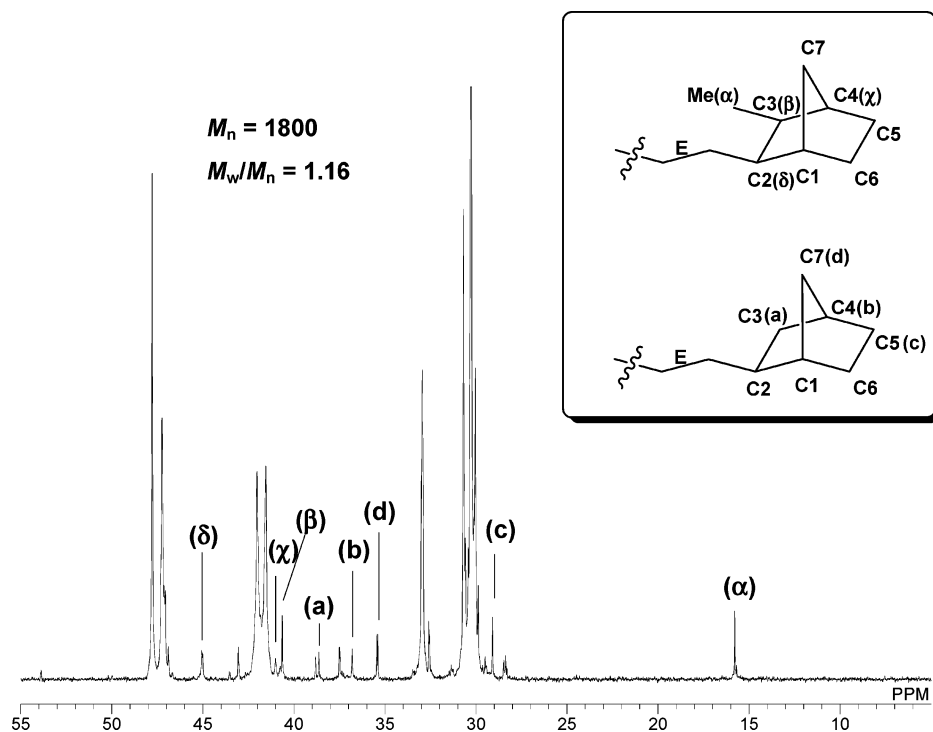 Mn = 1800
Mw/Mn = 1.16
C7
Me(α)
C3(β)
C4(χ)
C5
E
C2(δ)
C1
C6
C7(d)
C3(a)
C4(b)
C5(c)
E
C2
C1
C6
(δ)
(χ)
(β)
(a)
(b)
(d)
(c)
(α)
PPM
55 50 45 40 35 30 25 20 15 10